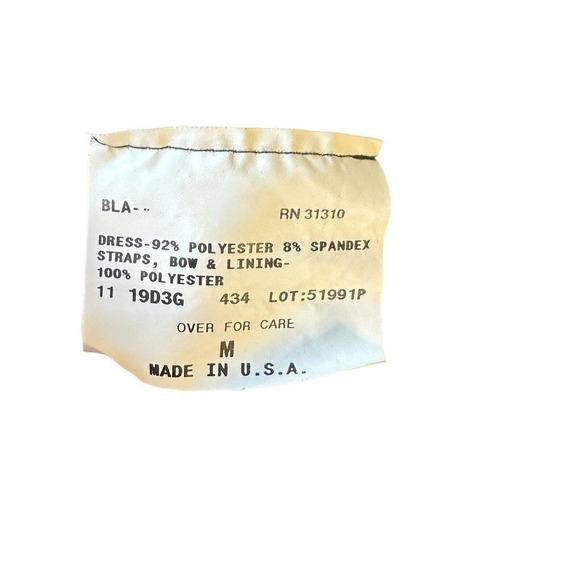 BLA-
RN 31310
DRESS-92% POLYESTER 8% SPANDEX
STRAPS, BOW & LINING-
100% POLYESTER
11 19D3G 434 LOT:51991P
OVER FOR CARE
M
MADE IN U.S.A.